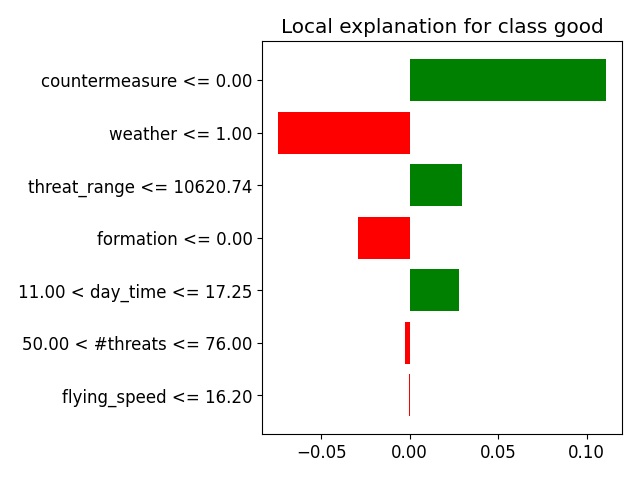 Local explanation for class good
countermeasure <= 0.00
weather <= 1.00
threat_range <= 10620.74
formation <= 0.00
11.00 < day_time <= 17.25
50.00 < #threats <= 76.00
flying_speed <= 16.20
−0.05 0.00 0.05 0.10